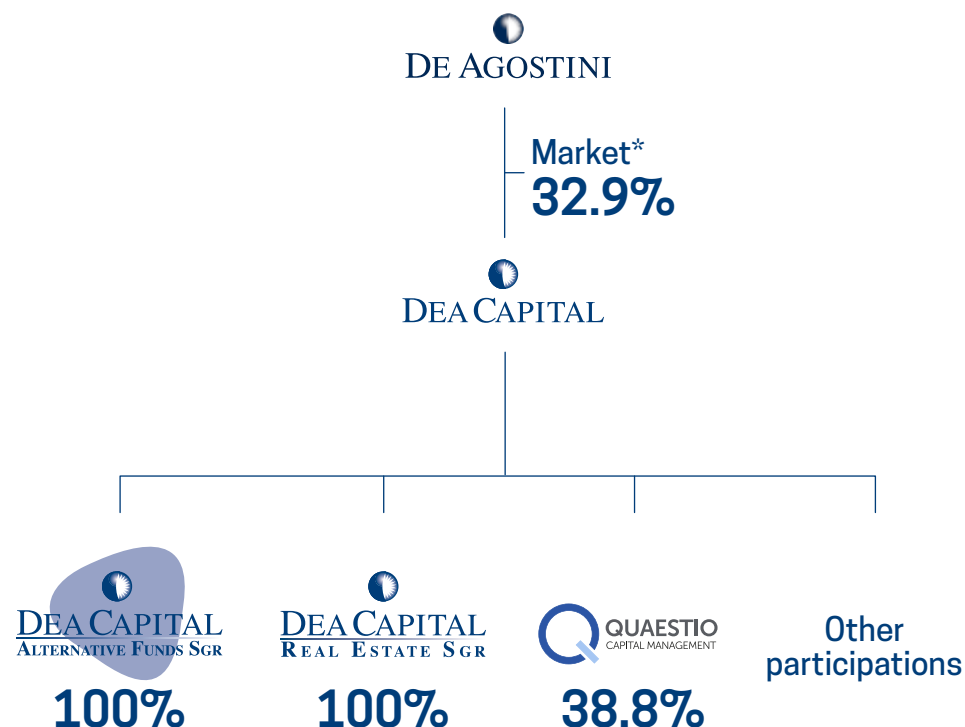 DE AGOSTINI
Market*
32.9%
DEA CAPITAL
DEA CAPITAL
ALTERNATIVE FUNDS SGR
100%
DEA CAPITAL
REAL ESTATE SGR
100%
QUAESTIO
CAPITAL MANAGEMENT
38.8%
Other
participations